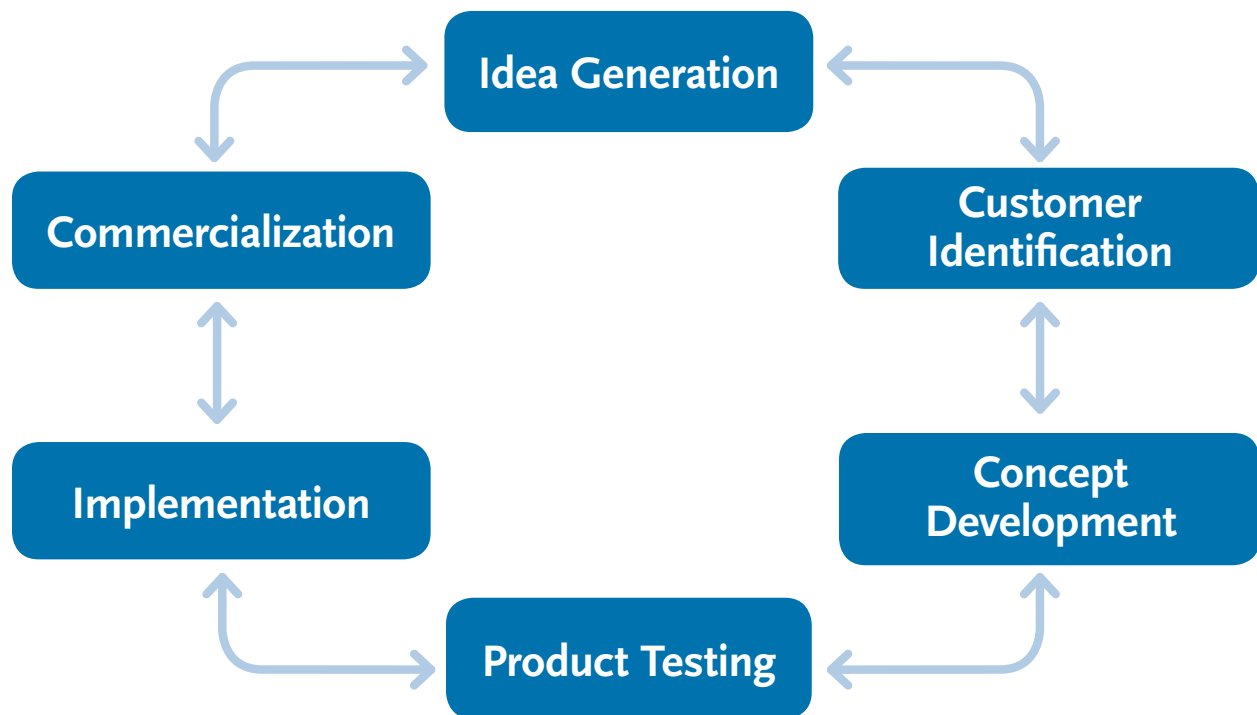 Idea Generation
Customer
Identification
Concept
Development
Product Testing
Implementation
Commercialization